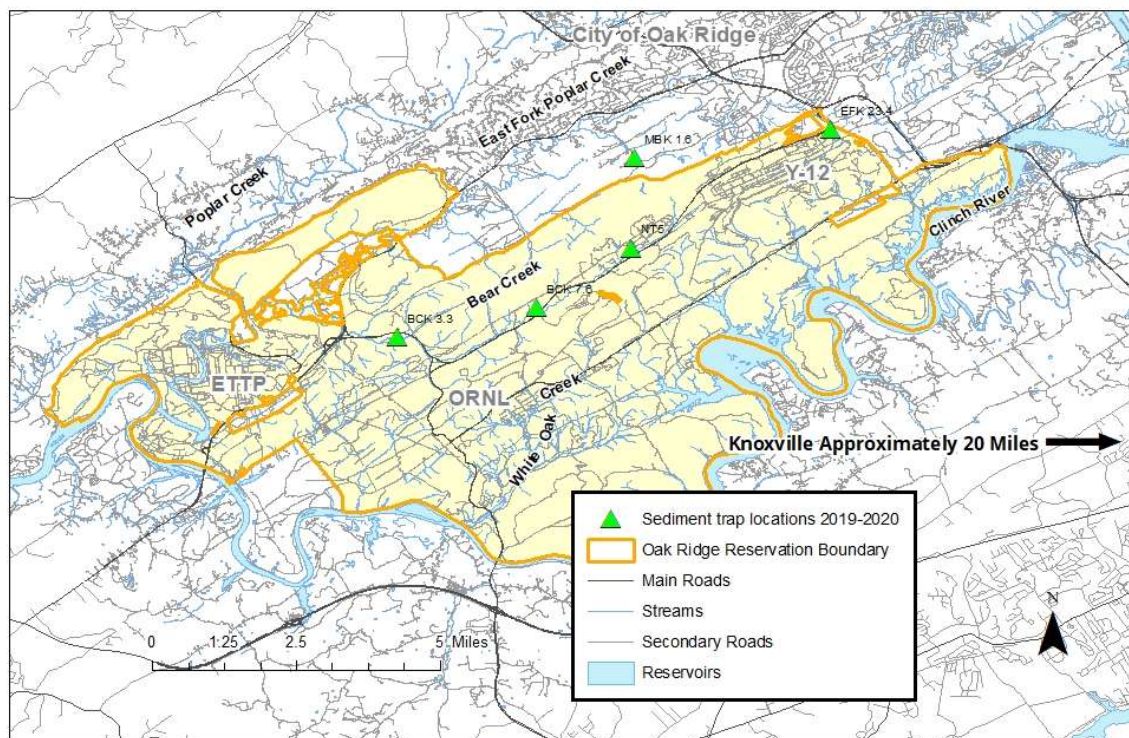 City of Oak Ridge
East Fork Poplar Creek
EFK 23.4
MBK 1.6
Y-12
Poplar Creek
Clinch River
NT5
Bear Creek
BCK 7.6
BCK 3.3
ETTP
ORNL
White Oak Creek
Knoxville Approximately 20 Miles
Sediment trap locations 2019-2020
Oak Ridge Reservation Boundary
Main Roads
Streams
Secondary Roads
Reservoirs
0 1.25 2.5 5 Miles
N